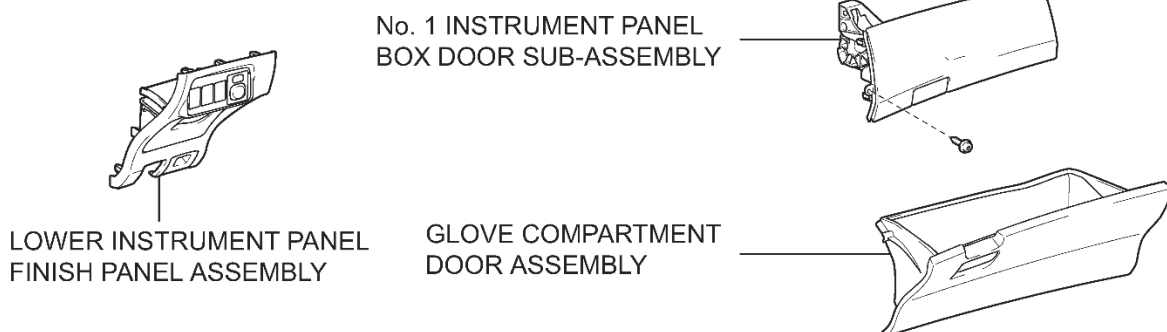 No. 1 INSTRUMENT PANEL
BOX DOOR SUB-ASSEMBLY
LOWER INSTRUMENT PANEL
FINISH PANEL ASSEMBLY
GLOVE COMPARTMENT
DOOR ASSEMBLY